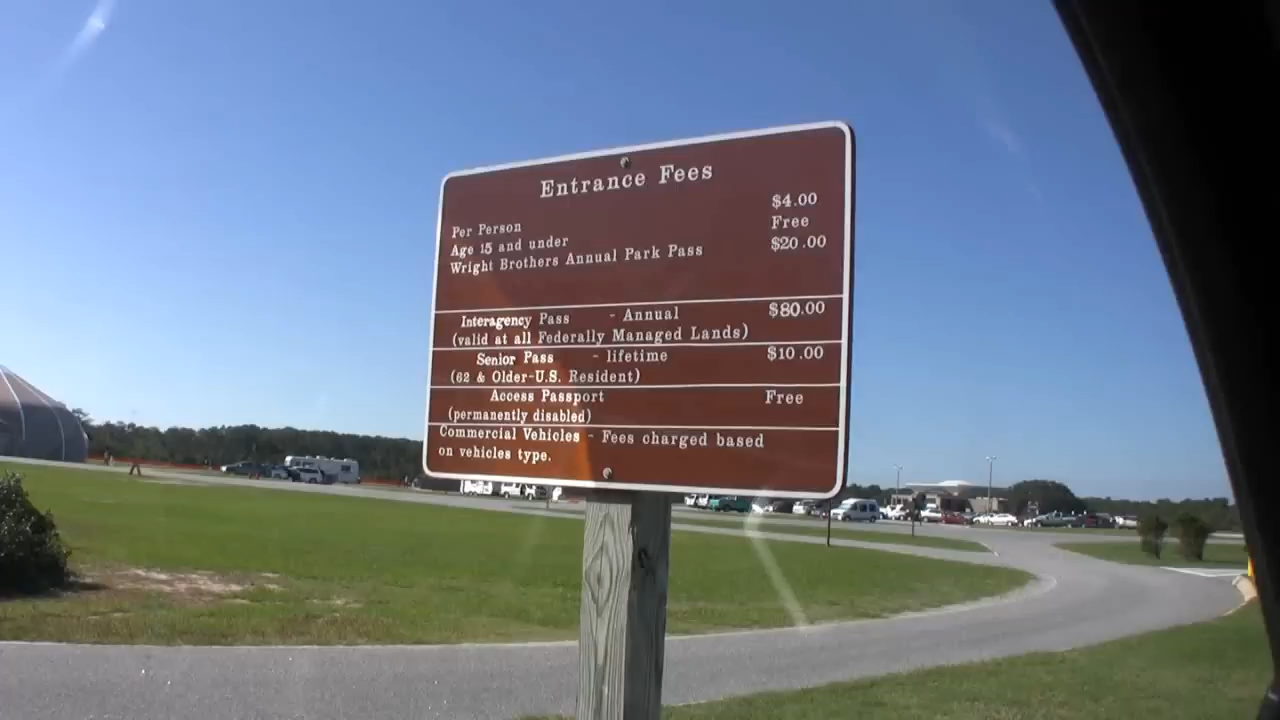 Entrance Fees
Per Person $4.00
Age 15 and under Free
Wright Brothers Annual Park Pass $20.00
Interagency Pass - Annual $80.00
(valid at all Federally Managed Lands)
Senior Pass - lifetime $10.00
(62 & Older-U.S. Resident)
Access Passport Free
(permanently disabled)
Commercial Vehicles - Fees charged based
on vehicles type.